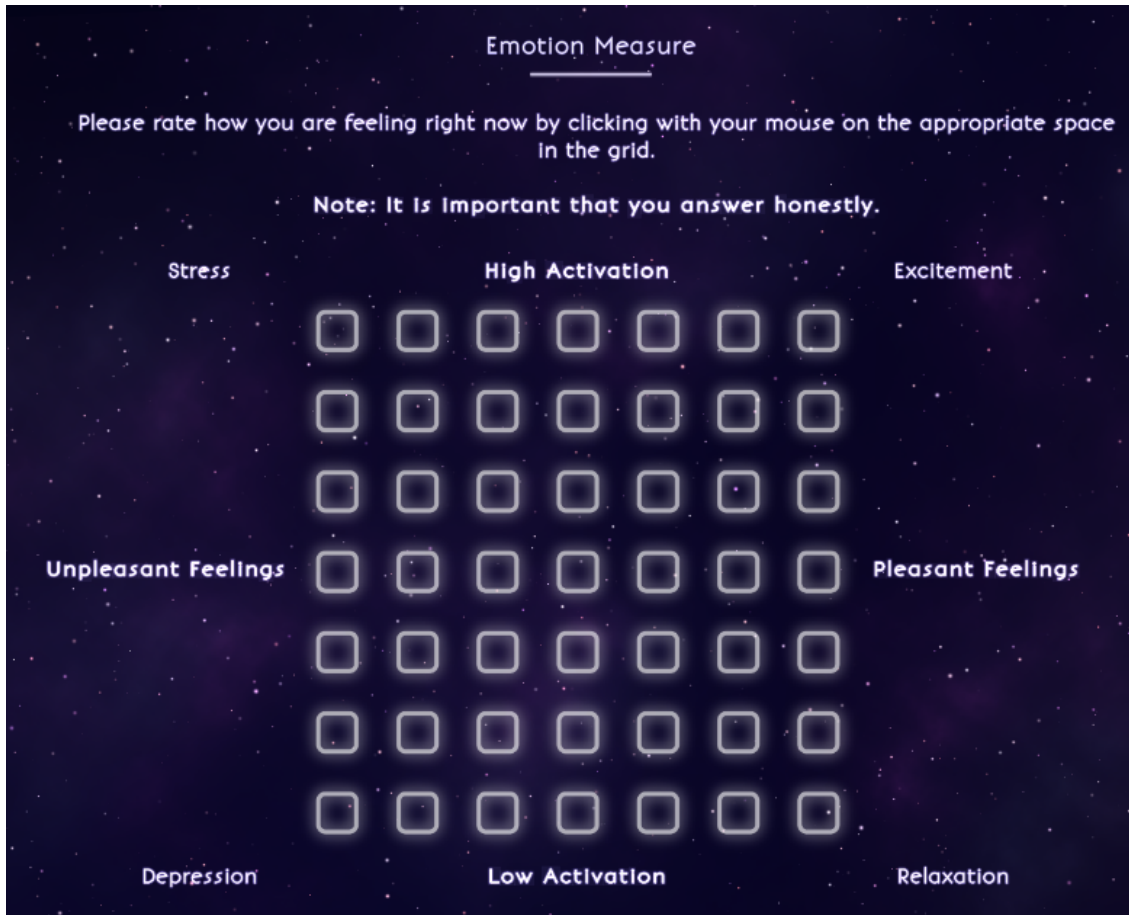 Emotion Measure
Please rate how you are feeling right now by clicking with your mouse on the appropriate space
in the grid.
Note: It is important that you answer honestly.
Stress
High Activation
Excitement
Unpleasant Feelings
Pleasant Feelings
Depression
Low Activation
Relaxation